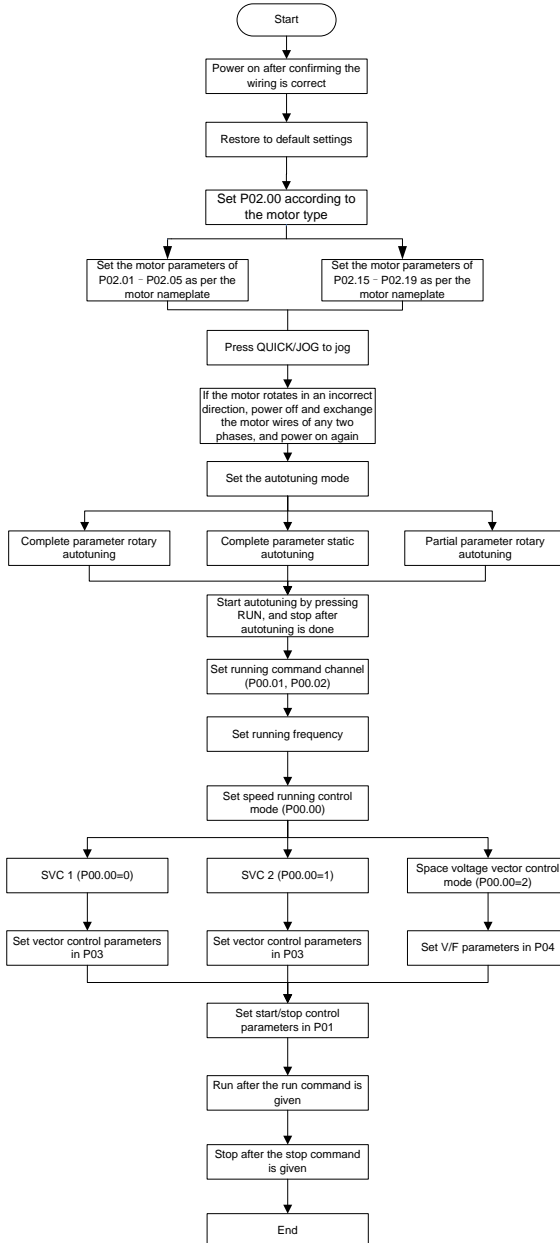 Start
Power on after confirming the
wiring is correct
Restore to default settings
Set P02.00 according to
the motor type
Set the motor parameters of
P02.01–P02.05 as per the
motor nameplate
Set the motor parameters of
P02.15–P02.19 as per the
motor nameplate
Press QUICK/JOG to jog
If the motor rotates in an incorrect
direction, power off and exchange
the motor wires of any two
phases, and power on again
Set the autotuning mode
Complete parameter rotary
autotuning
Complete parameter static
autotuning
Partial parameter rotary
autotuning
Start autotuning by pressing
RUN, and stop after
autotuning is done
Set running command channel
(P00.01, P00.02)
Set running frequency
Set speed running control
mode (P00.00)
SVC 1 (P00.00=0)
SVC 2 (P00.00=1)
Space voltage vector control
mode (P00.00=2)
Set vector control parameters
in P03
Set vector control parameters
in P03
Set V/F parameters in P04
Set start/stop control
parameters in P01
Run after the run command is
given
Stop after the stop command
is given
End